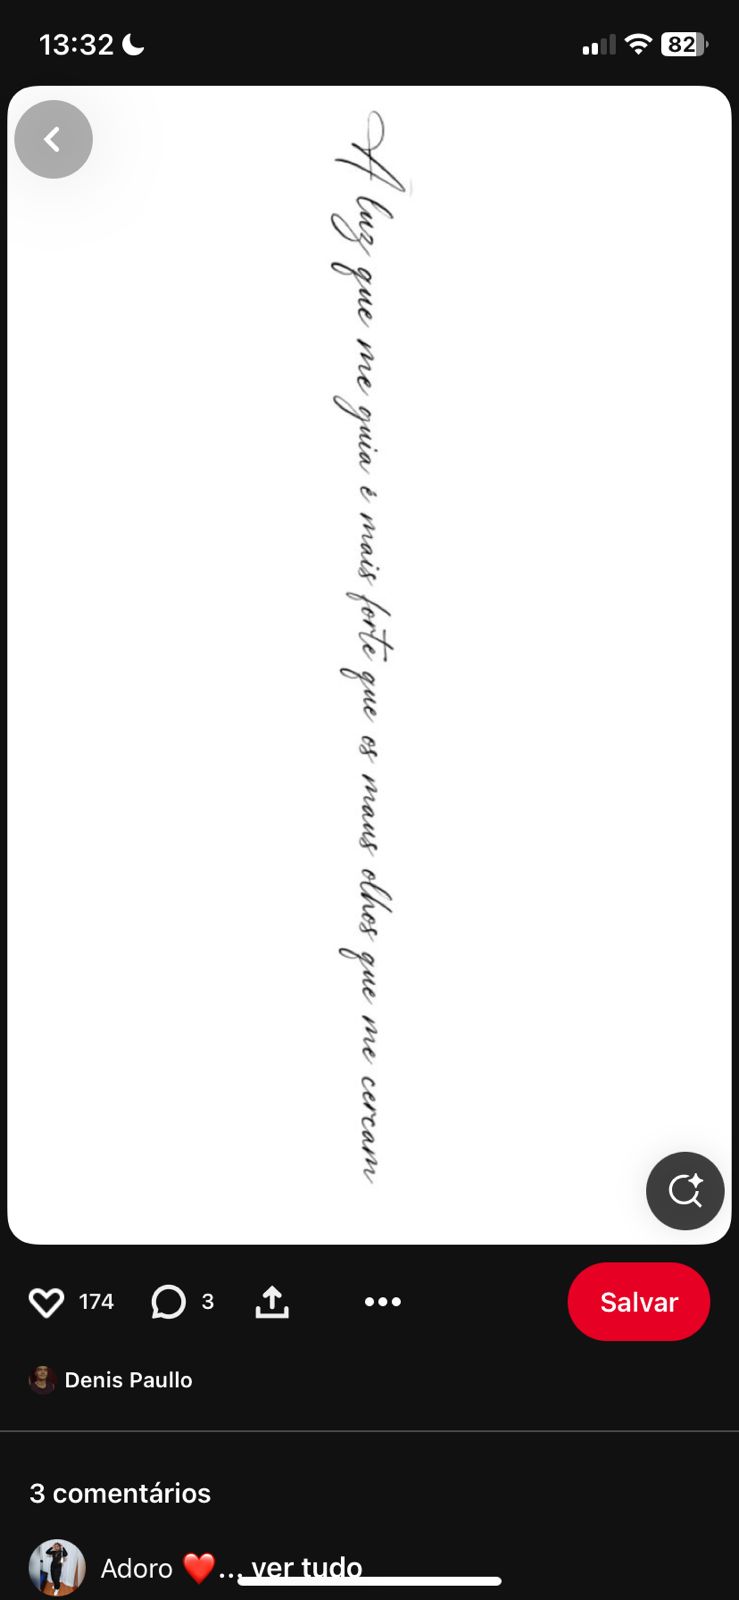 13:32
82
A luz que me guia é mais forte que os maus olhos que me cercam
174
3
Salvar
Denis Paullo
3 comentários
Adoro ❤️... ver tudo